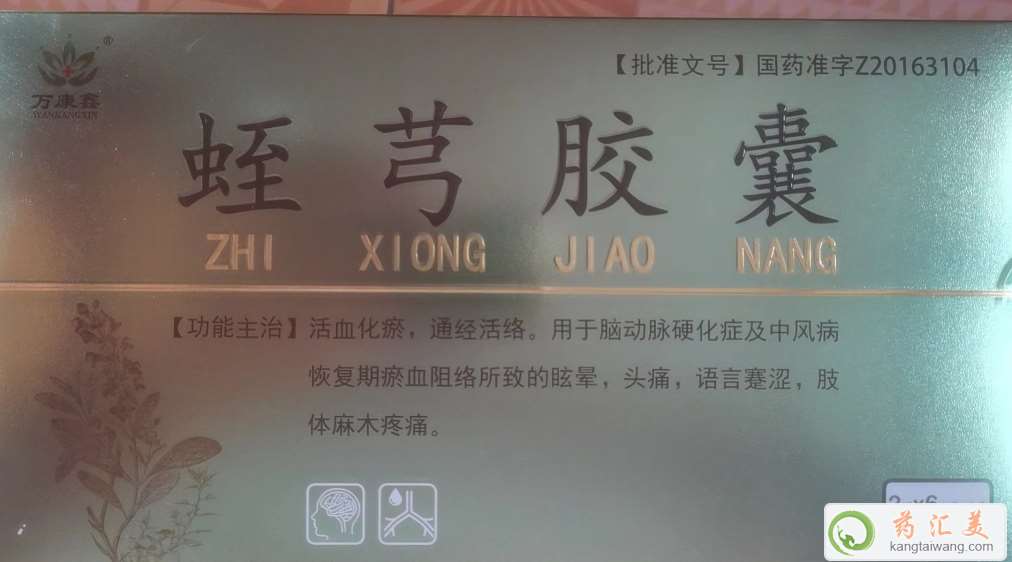 万康鑫®
WANKANGXIN
【批准文号】国药准字Z20163104
蛭芎胶囊
ZHI XIONG JIAO NANG
【功能主治】活血化瘀，通经活络。用于脑动脉硬化症及中风病
恢复期瘀血阻络所致的眩晕，头痛，语言蹇涩，肢
体麻木疼痛。
药汇美
kangtaiwang.com